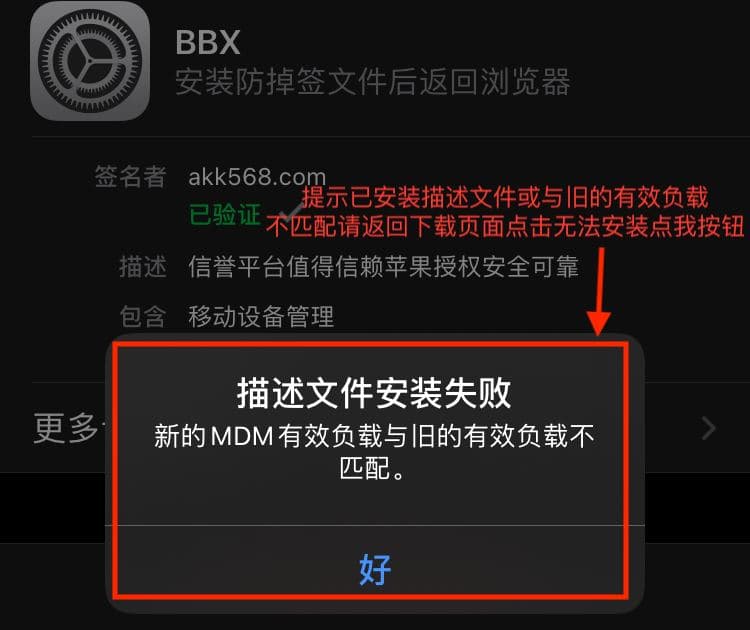 BBX
安装防掉签文件后返回浏览器
签名者 akk568.com
已验证
提示已安装描述文件或与旧的有效负载
不匹配请返回下载页面点击无法安装点我按钮
描述 信誉平台值得信赖苹果授权安全可靠
包含 移动设备管理
更多
描述文件安装失败
新的MDM有效负载与旧的有效负载不
匹配。
好